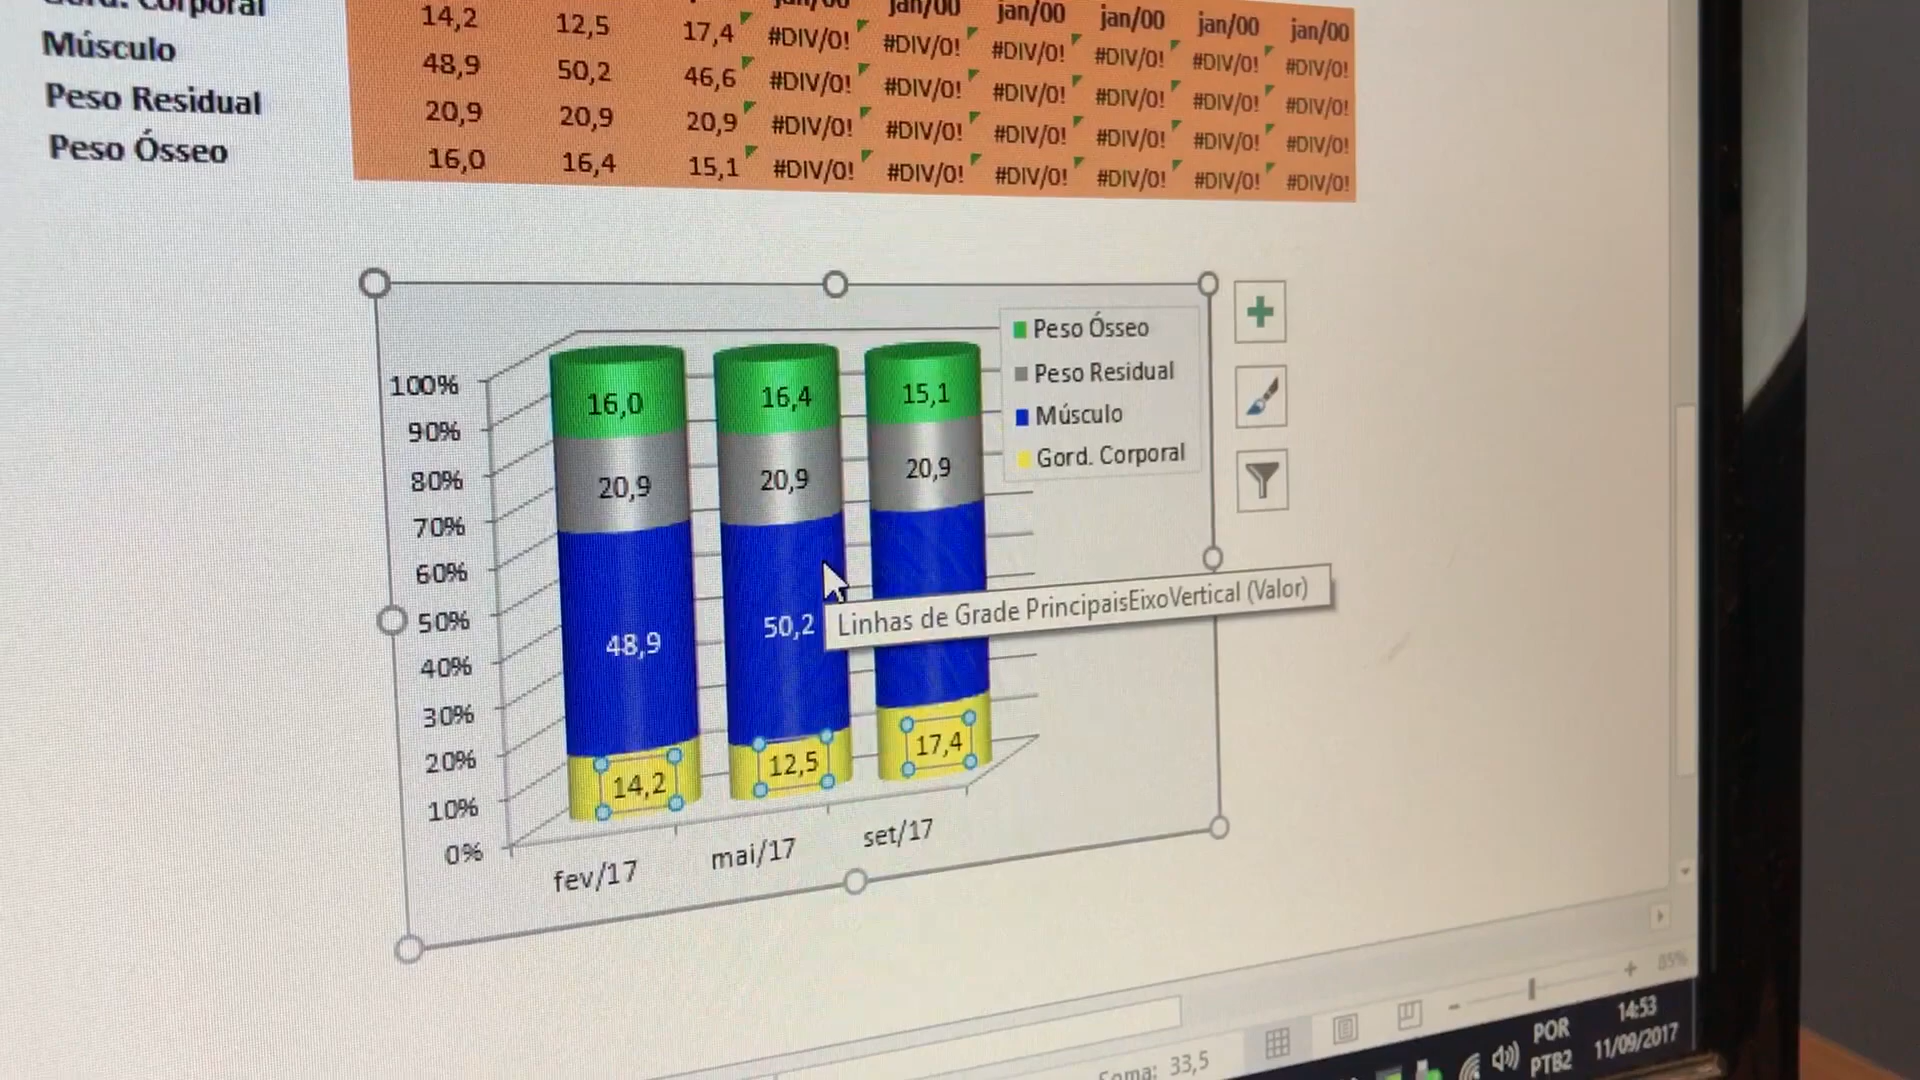 Gord. Corporal
jan/00 jan/00 jan/00 jan/00 jan/00 jan/00
14,2 12,5 17,4 #DIV/0! #DIV/0! #DIV/0! #DIV/0! #DIV/0! #DIV/0!
Músculo 48,9 50,2 46,6 #DIV/0! #DIV/0! #DIV/0! #DIV/0! #DIV/0! #DIV/0!
Peso Residual 20,9 20,9 20,9 #DIV/0! #DIV/0! #DIV/0! #DIV/0! #DIV/0! #DIV/0!
Peso Ósseo 16,0 16,4 15,1 #DIV/0! #DIV/0! #DIV/0! #DIV/0! #DIV/0! #DIV/0!
Peso Ósseo
Peso Residual
Músculo
Gord. Corporal
100%
90%
80%
70%
60%
50%
40%
30%
20%
10%
0%
16,0 16,4 15,1
20,9 20,9 20,9
48,9 50,2
Linhas de Grade PrincipaisEixoVertical (Valor)
14,2 12,5 17,4
fev/17 mai/17 set/17
85%
Soma: 33,5
POR
PTB2
14:53
11/09/2017